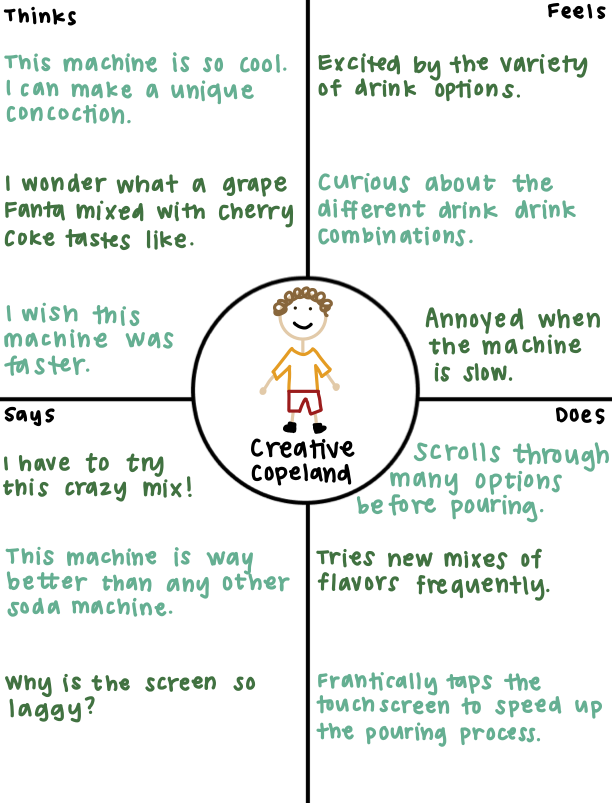 Thinks
This machine is so cool.
I can make a unique
concoction.
I wonder what a grape
Fanta mixed with Cherry
Coke tastes like.
I wish this
machine was
faster.
Feels
Excited by the variety
of drink options.
Curious about the
different drink drink
combinations.
Annoyed when
the machine
is slow.
Creative
Copeland
Says
I have to try
this crazy mix!
This machine is way
better than any other
soda machine.
Why is the screen so
laggy?
Does
Scrolls through
many options
before pouring.
Tries new mixes of
flavors frequently.
Frantically taps the
touchscreen to speed up
the pouring process.